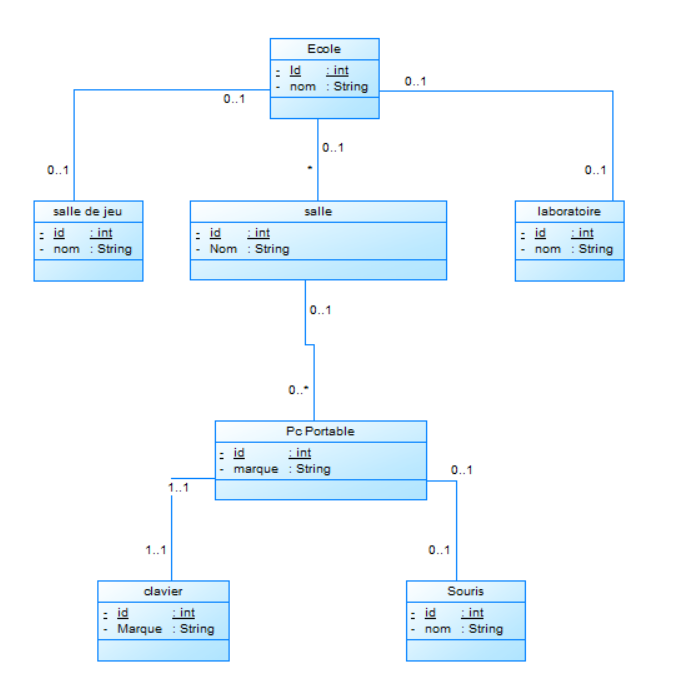 Ecole
- Id : int
- nom : String
0..1
0..1
0..1
*
0..1
0..1
0..1
salle de jeu
- id : int
- nom : String
salle
- id : int
- Nom : String
laboratoire
- id : int
- nom : String
0..1
0..*
Pc Portable
- id : int
- marque : String
1..1
0..1
1..1
0..1
clavier
- id : int
- Marque : String
Souris
- id : int
- nom : String